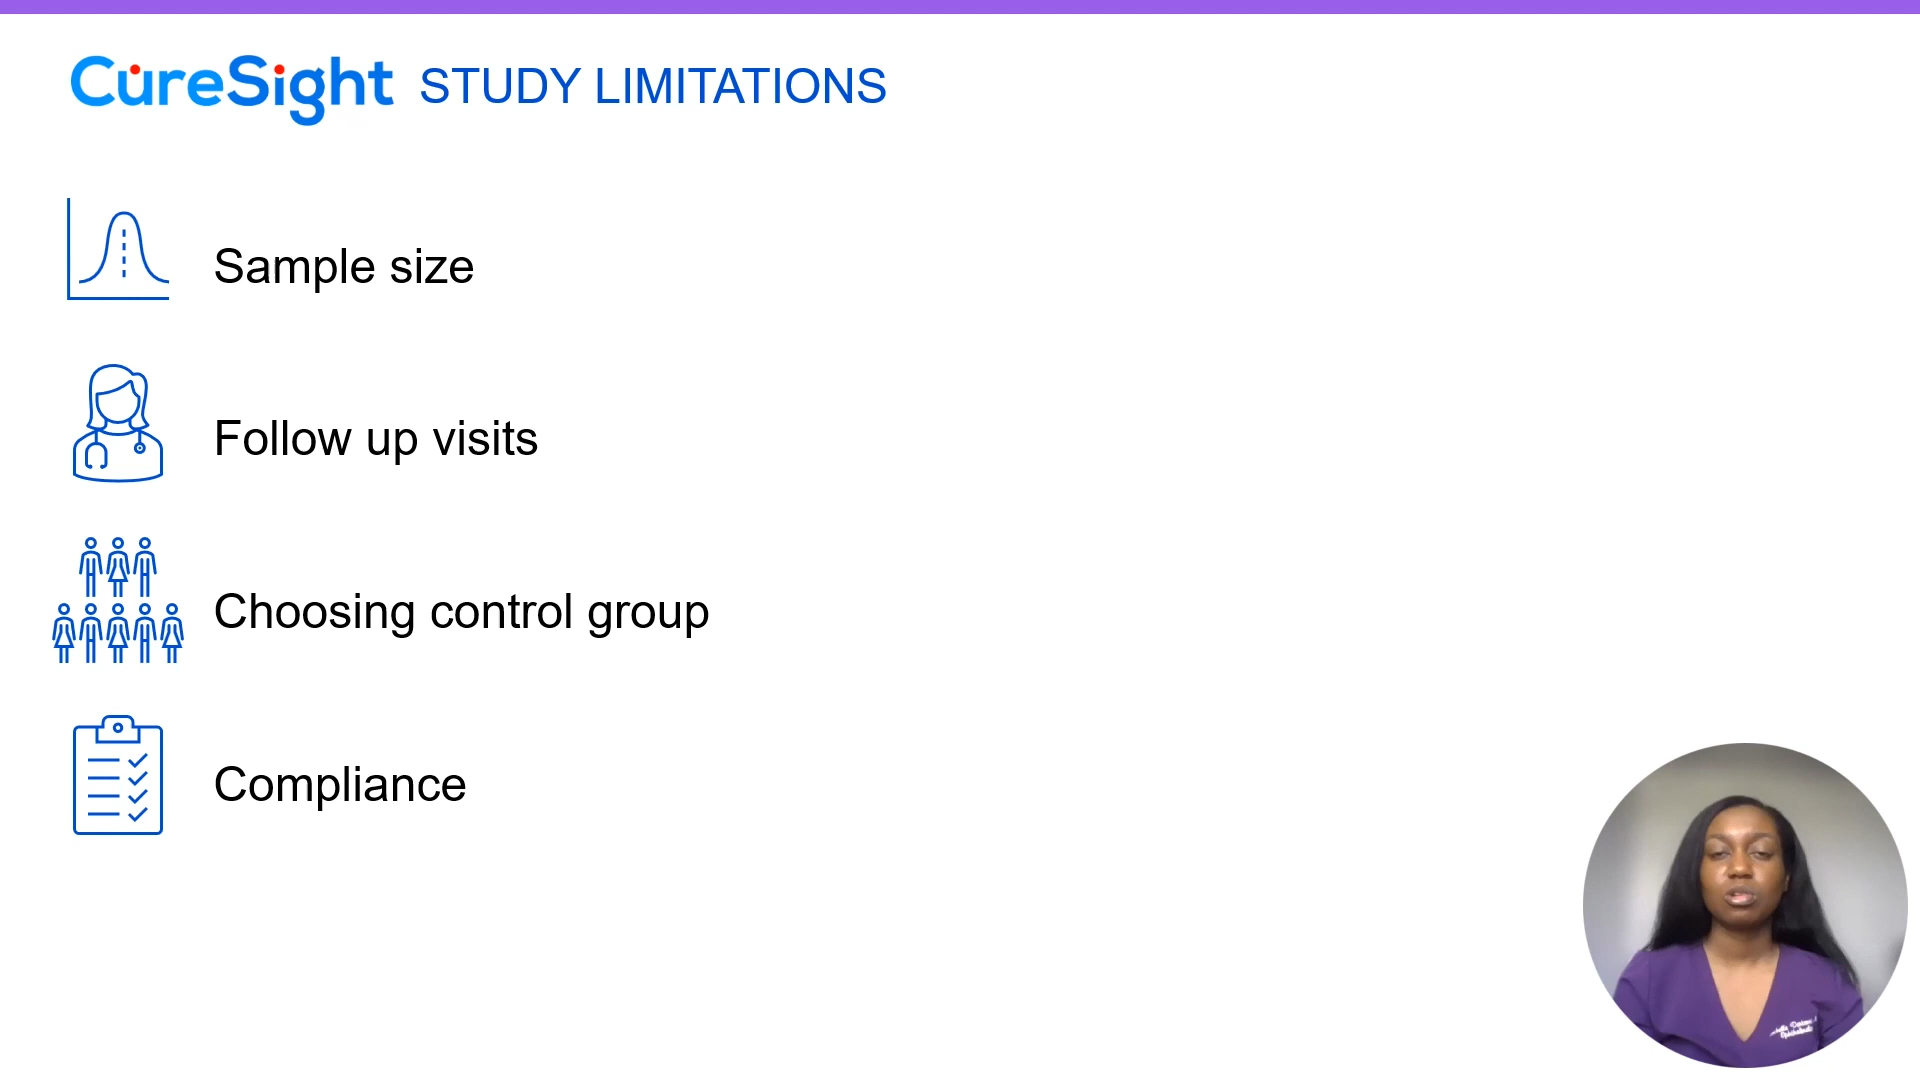 CureSight STUDY LIMITATIONS
Sample size
Follow up visits
Choosing control group
Compliance